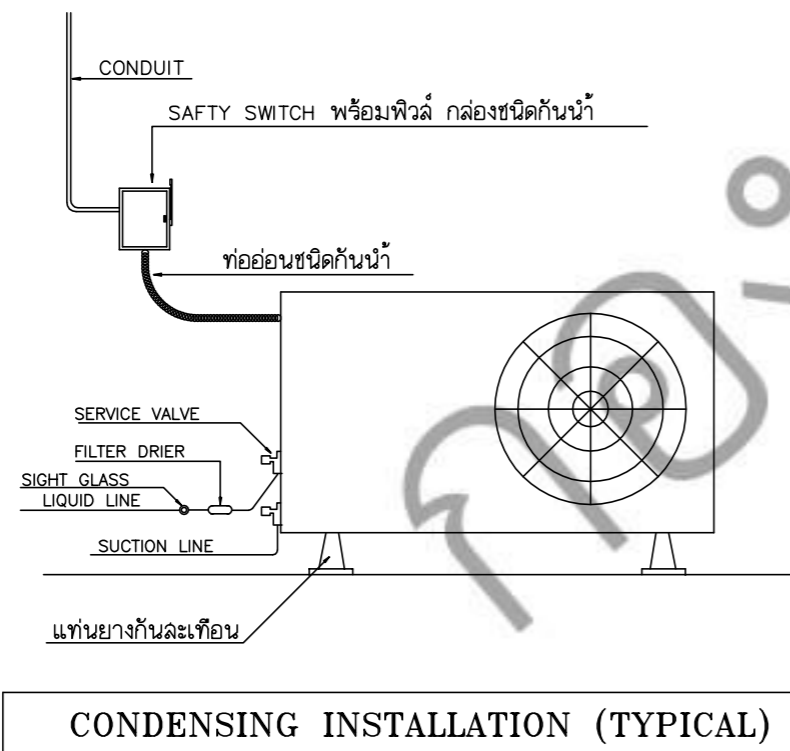 CONDUIT
SAFTY SWITCH พร้อมฟิวล์ กล่องชนิดกันน้ำ
ท่ออ่อนชนิดกันน้ำ
SERVICE VALVE
FILTER DRIER
SIGHT GLASS
LIQUID LINE
SUCTION LINE
แท่นยางกันสะเทือน
CONDENSING INSTALLATION (TYPICAL)